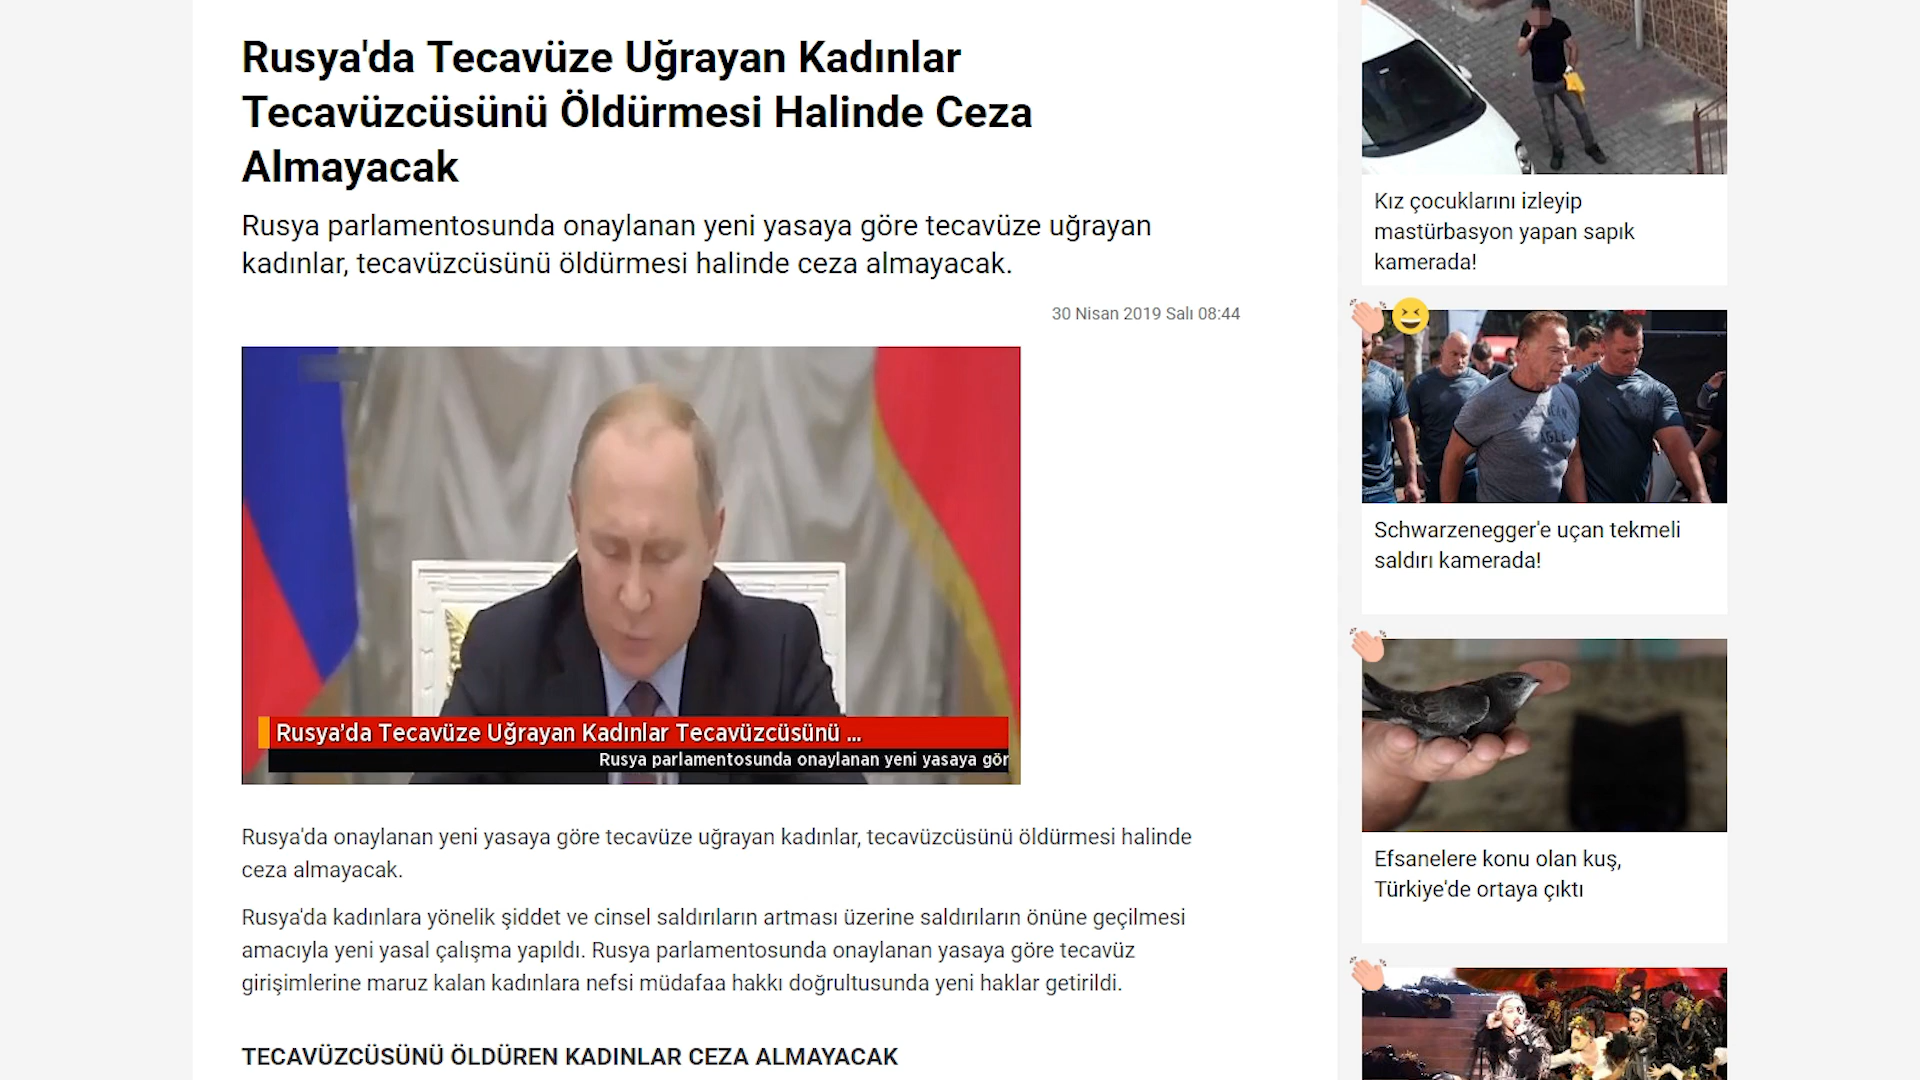 Rusya'da Tecavüze Uğrayan Kadınlar
Tecavüzcüsünü Öldürmesi Halinde Ceza
Almayacak
Rusya parlamentosunda onaylanan yeni yasaya göre tecavüze uğrayan
kadınlar, tecavüzcüsünü öldürmesi halinde ceza almayacak.
30 Nisan 2019 Salı 08:44
Rusya'da Tecavüze Uğrayan Kadınlar Tecavüzcüsünü ...
Rusya parlamentosunda onaylanan yeni yasaya gör
Rusya'da onaylanan yeni yasaya göre tecavüze uğrayan kadınlar, tecavüzcüsünü öldürmesi halinde
ceza almayacak.
Rusya'da kadınlara yönelik şiddet ve cinsel saldırıların artması üzerine saldırıların önüne geçilmesi
amacıyla yeni yasal çalışma yapıldı. Rusya parlamentosunda onaylanan yasaya göre tecavüz
girişimlerine maruz kalan kadınlara nefsi müdafaa hakkı doğrultusunda yeni haklar getirildi.
TECAVÜZCÜSÜNÜ ÖLDÜREN KADINLAR CEZA ALMAYACAK
Kız çocuklarını izleyip
mastürbasyon yapan sapık
kamerada!
Schwarzenegger'e uçan tekmeli
saldırı kamerada!
Efsanelere konu olan kuş,
Türkiye'de ortaya çıktı